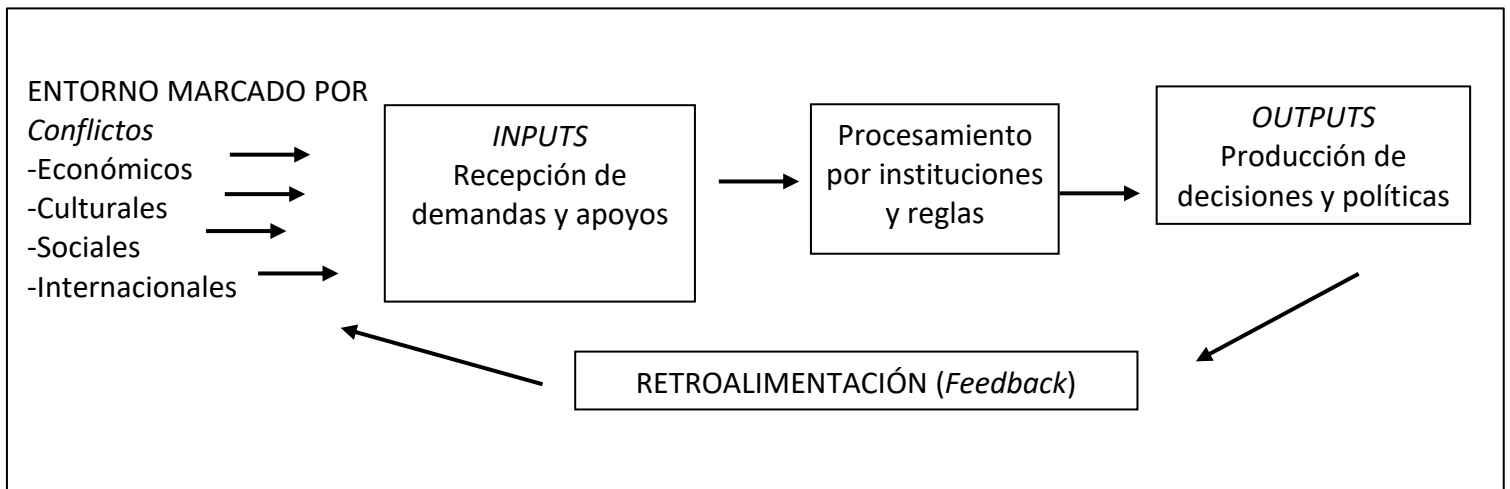 ENTORNO MARCADO POR
Conflictos
-Económicos
-Culturales
-Sociales
-Internacionales
INPUTS
Recepción de
demandas y apoyos
Procesamiento
por instituciones
y reglas
OUTPUTS
Producción de
decisiones y políticas
RETROALIMENTACIÓN (Feedback)